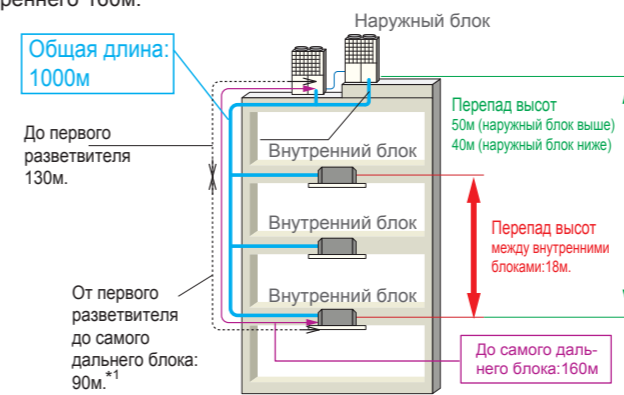 реннего 160м.
Наружный блок
Общая длина:
1000м
До первого
разветвителя
130м.
Внутренний блок
Внутренний блок
Внутренний блок
Перепад высот
50м (наружный блок выше)
40м (наружный блок ниже)
Перепад высот
между внутренними
блоками:18м.
От первого
разветвителя
до самого
дальнего блока:
90м.*1
До самого даль-
него блока:160м